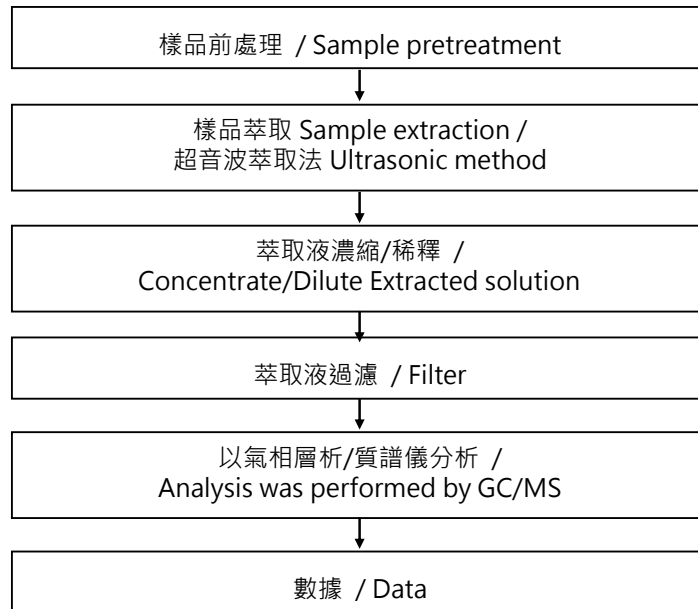 樣品前處理 / Sample pretreatment
樣品萃取 Sample extraction /
超音波萃取法 Ultrasonic method
萃取液濃縮/稀釋 /
Concentrate/Dilute Extracted solution
萃取液過濾 / Filter
以氣相層析/質譜儀分析 /
Analysis was performed by GC/MS
數據 / Data